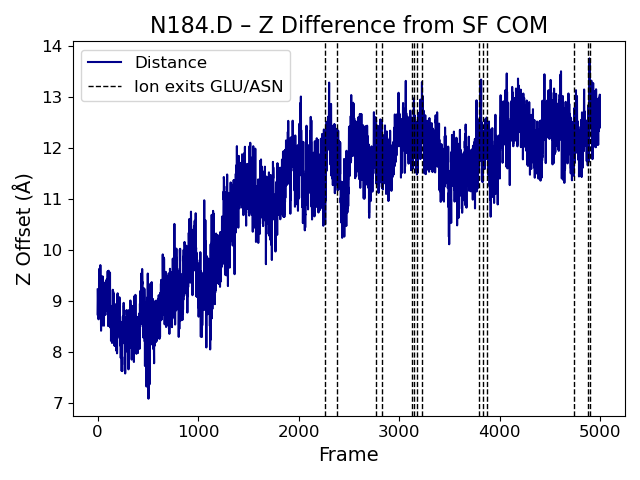 N184.D – Z Difference from SF COM
14
13
12
11
10
9
8
7
Z Offset (Å)
Distance
Ion exits GLU/ASN
0 1000 2000 3000 4000 5000
Frame